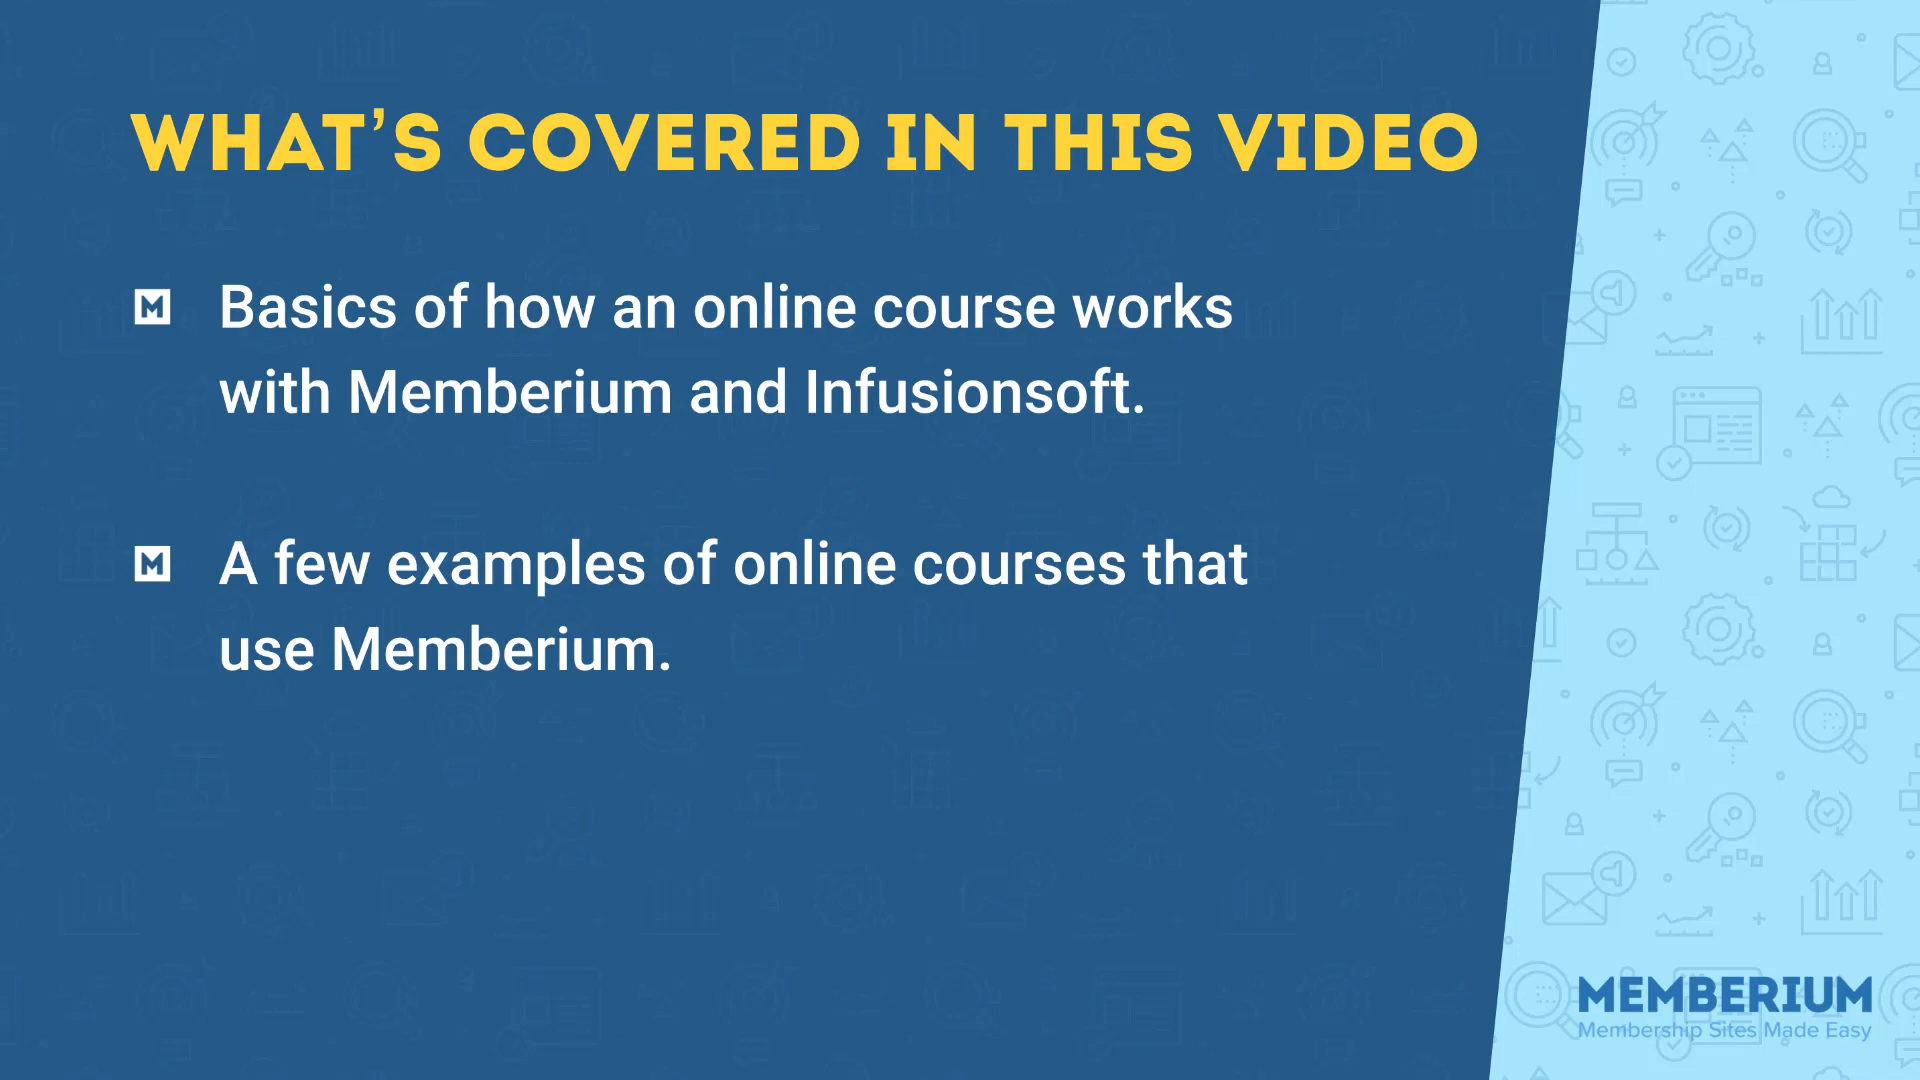 WHAT'S COVERED IN THIS VIDEO
Basics of how an online course works
with Memberium and Infusionsoft.
A few examples of online courses that
use Memberium.
MEMBERIUM
Membership Sites Made Easy